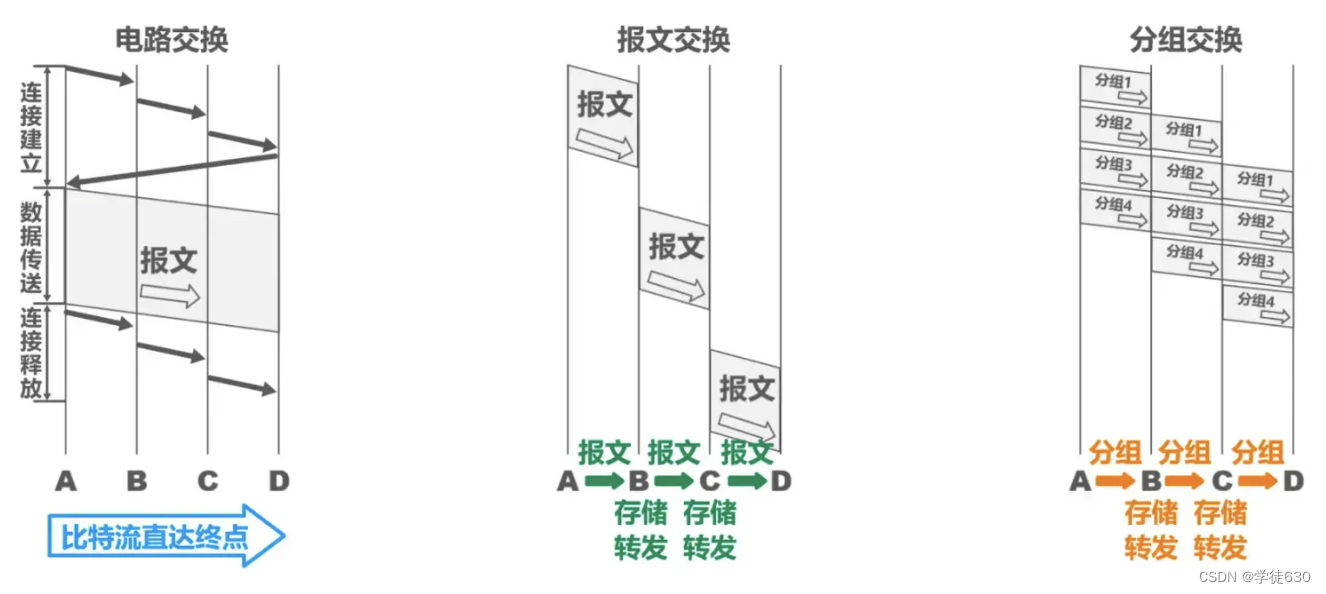 电路交换
连接建立
数据传送
报文
连接释放
A B C D
比特流直达终点
报文交换
报文
报文
报文
报文 报文 报文
A B C D
存储 存储
转发 转发
分组交换
分组1
分组2 分组1
分组3 分组2 分组1
分组4 分组3 分组2
分组4 分组3
分组4
分组 分组 分组
A B C D
存储 存储
转发 转发
CSDN @学徒630